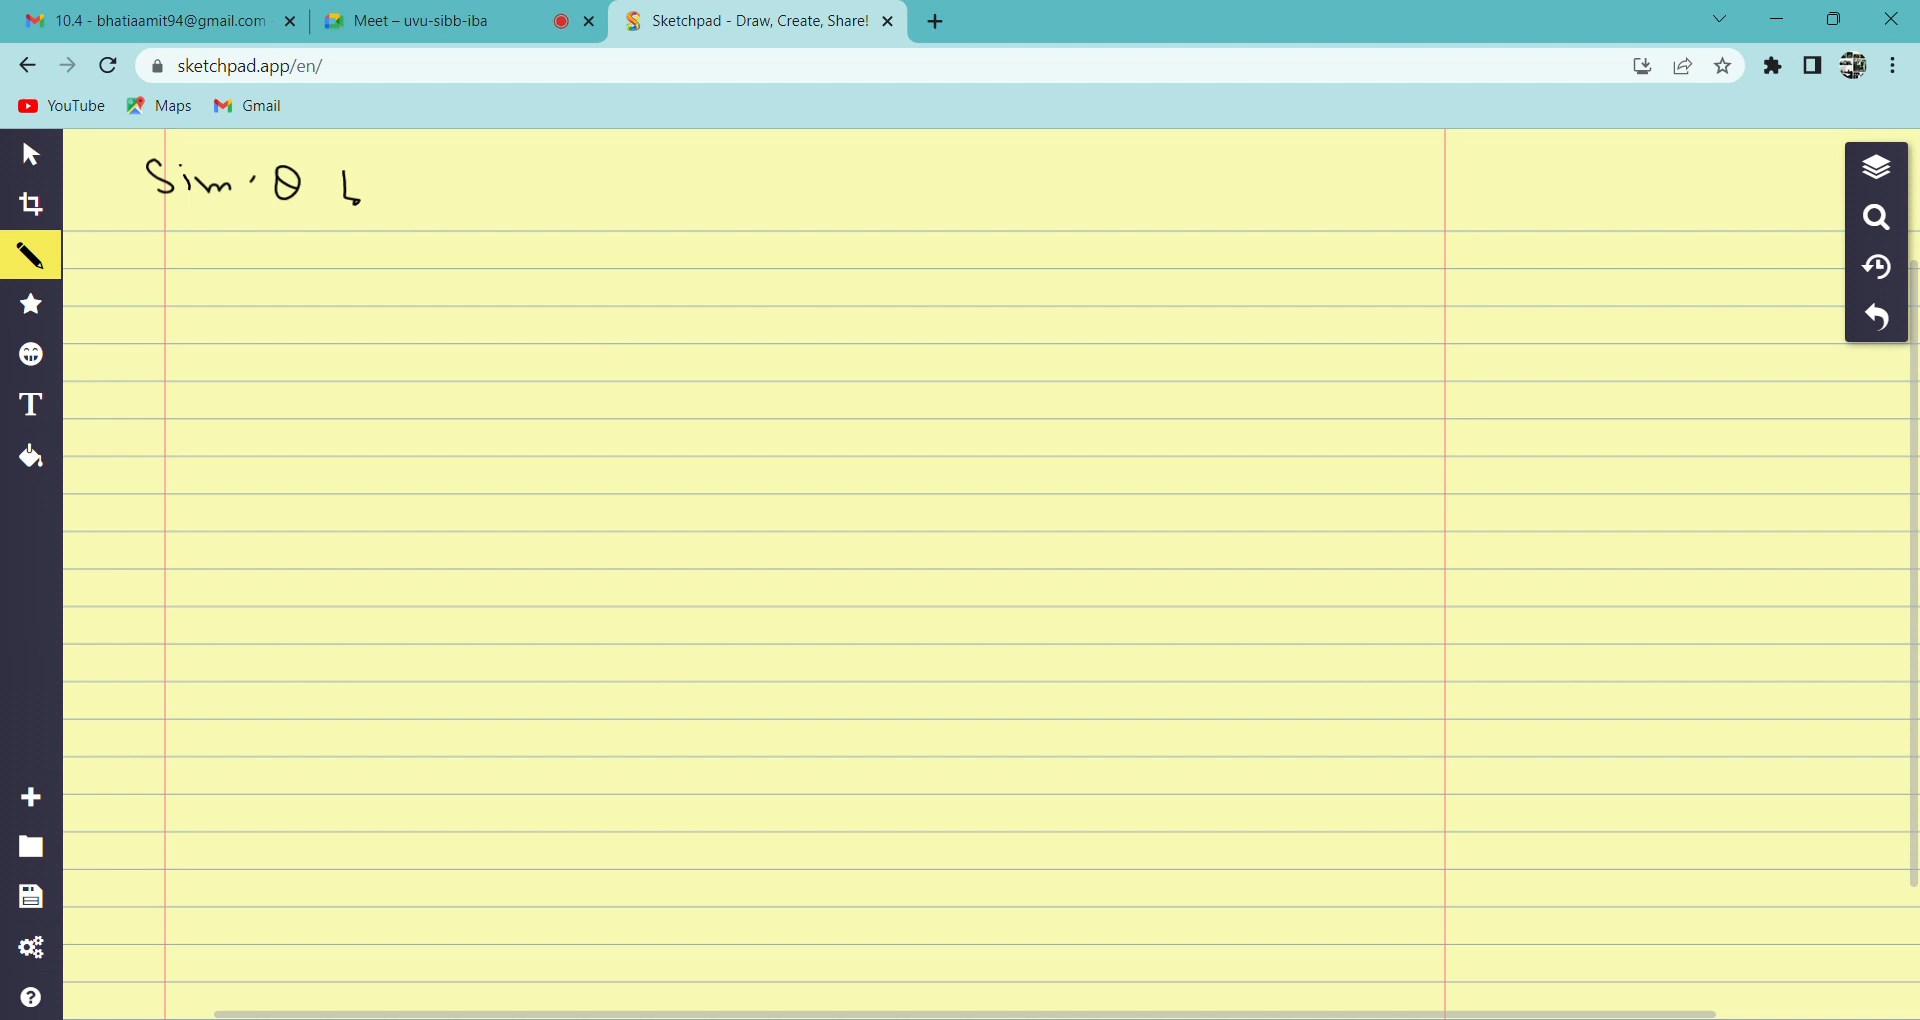 10.4 - bhatiaamit94@gmail.com
Meet – uvu-sibb-iba
Sketchpad - Draw, Create, Share!
sketchpad.app/en/
YouTube
Maps
Gmail
Sim. θ
T
?